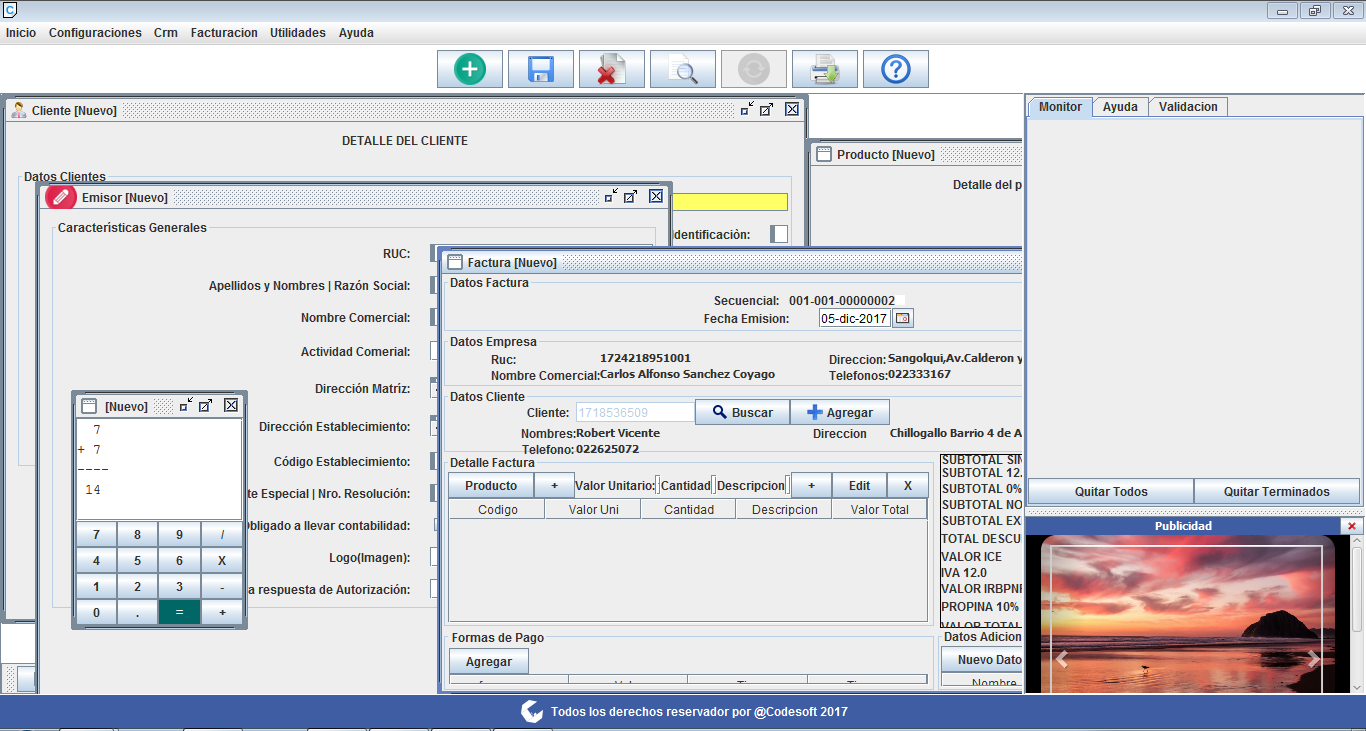 Inicio Configuraciones Crm Facturacion Utilidades Ayuda
Cliente [Nuevo]
DETALLE DEL CLIENTE
Datos Clientes
dentificación:
Producto [Nuevo]
Detalle del p
Monitor Ayuda Validacion
Emisor [Nuevo]
Características Generales
RUC:
Apellidos y Nombres | Razón Social:
Nombre Comercial:
Actividad Comerial:
Dirección Matríz:
Dirección Establecimiento:
Código Establecimiento:
te Especial | Nro. Resolución:
Obligado a llevar contabilidad:
Logo(Imagen):
a respuesta de Autorización:
[Nuevo]
7
+ 7
----
14
7 8 9 /
4 5 6 X
1 2 3 -
0 . = +
Factura [Nuevo]
Datos Factura
Secuencial: 001-001-00000002
Fecha Emision: 05-dic-2017
Datos Empresa
Ruc: 1724218951001 Direccion: Sangolqui,Av.Calderon y
Nombre Comercial: Carlos Alfonso Sanchez Coyago Telefonos: 022333167
Datos Cliente
Cliente: 1718536509 Buscar Agregar
Nombres: Robert Vicente Direccion Chillogallo Barrio 4 de A
Telefono: 022625072
Detalle Factura
Producto + Valor Unitario: Cantidad Descripcion + Edit X
Codigo Valor Uni Cantidad Descripcion Valor Total
SUBTOTAL SIN
SUBTOTAL 12.
SUBTOTAL 0%
SUBTOTAL NO
SUBTOTAL EX
TOTAL DESCU
VALOR ICE
IVA 12.0
VALOR IRBPNR
PROPINA 10%
VALOR TOTAL
Formas de Pago
Agregar
Datos Adicion
Nuevo Dato
Nombre
Quitar Todos Quitar Terminados
Publicidad
Todos los derechos reservador por @Codesoft 2017